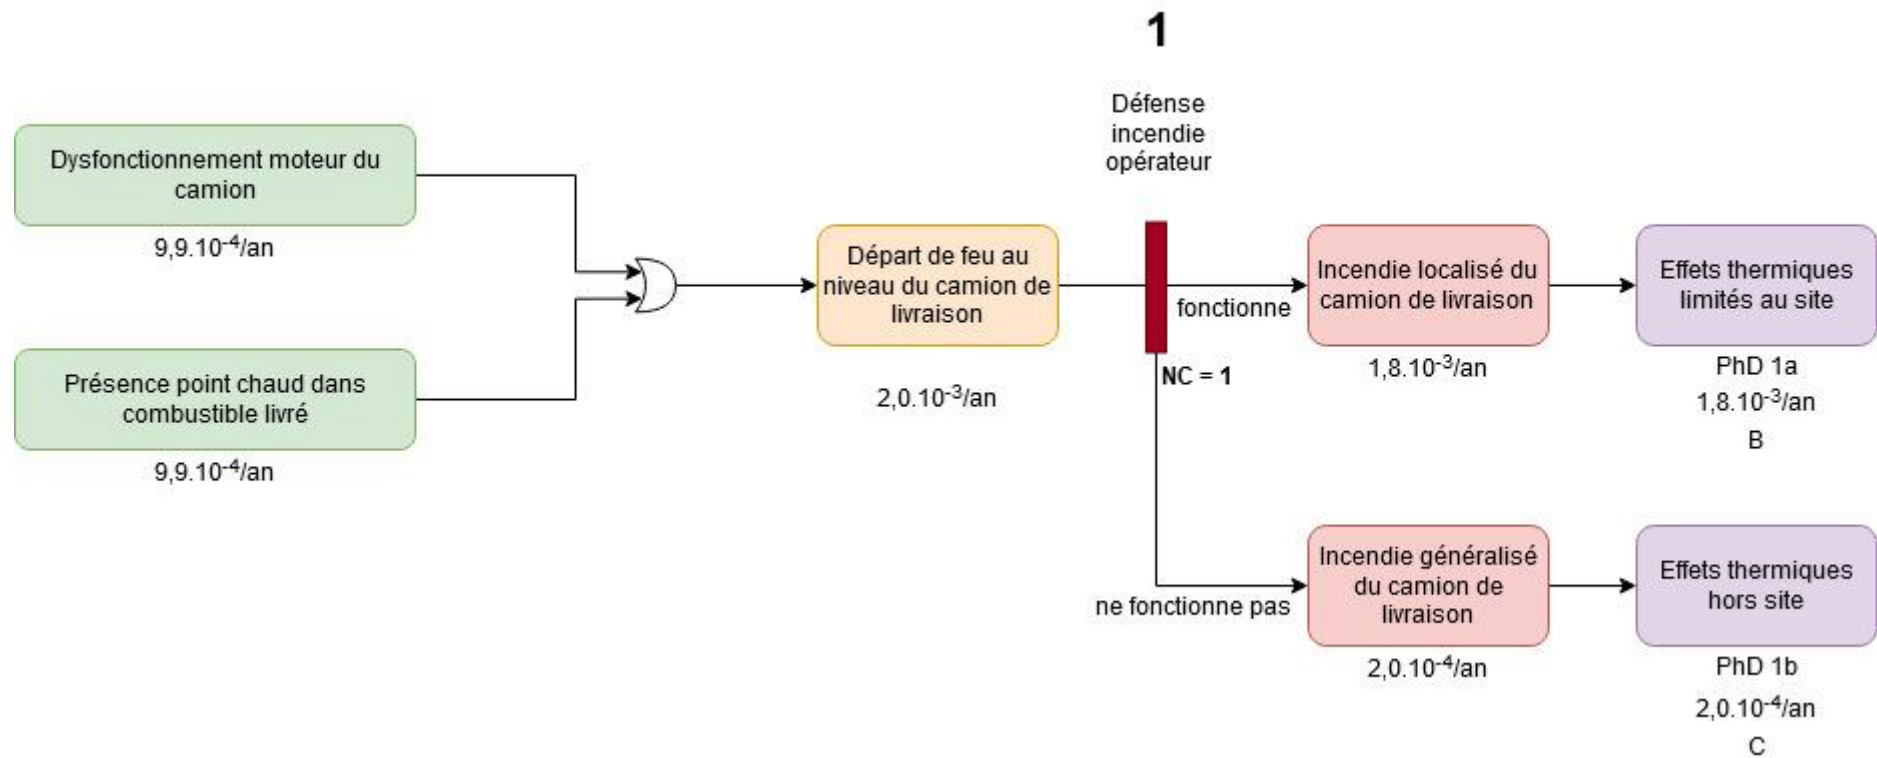 1
Défense
incendie
opérateur
Dysfonctionnement moteur du
camion
9,9.10⁻⁴/an
Présence point chaud dans
combustible livré
9,9.10⁻⁴/an
Départ de feu au
niveau du camion de
livraison
2,0.10⁻³/an
fonctionne
NC = 1
ne fonctionne pas
Incendie localisé du
camion de livraison
1,8.10⁻³/an
Effets thermiques
limités au site
PhD 1a
1,8.10⁻³/an
B
Incendie généralisé
du camion de
livraison
2,0.10⁻⁴/an
Effets thermiques
hors site
PhD 1b
2,0.10⁻⁴/an
C